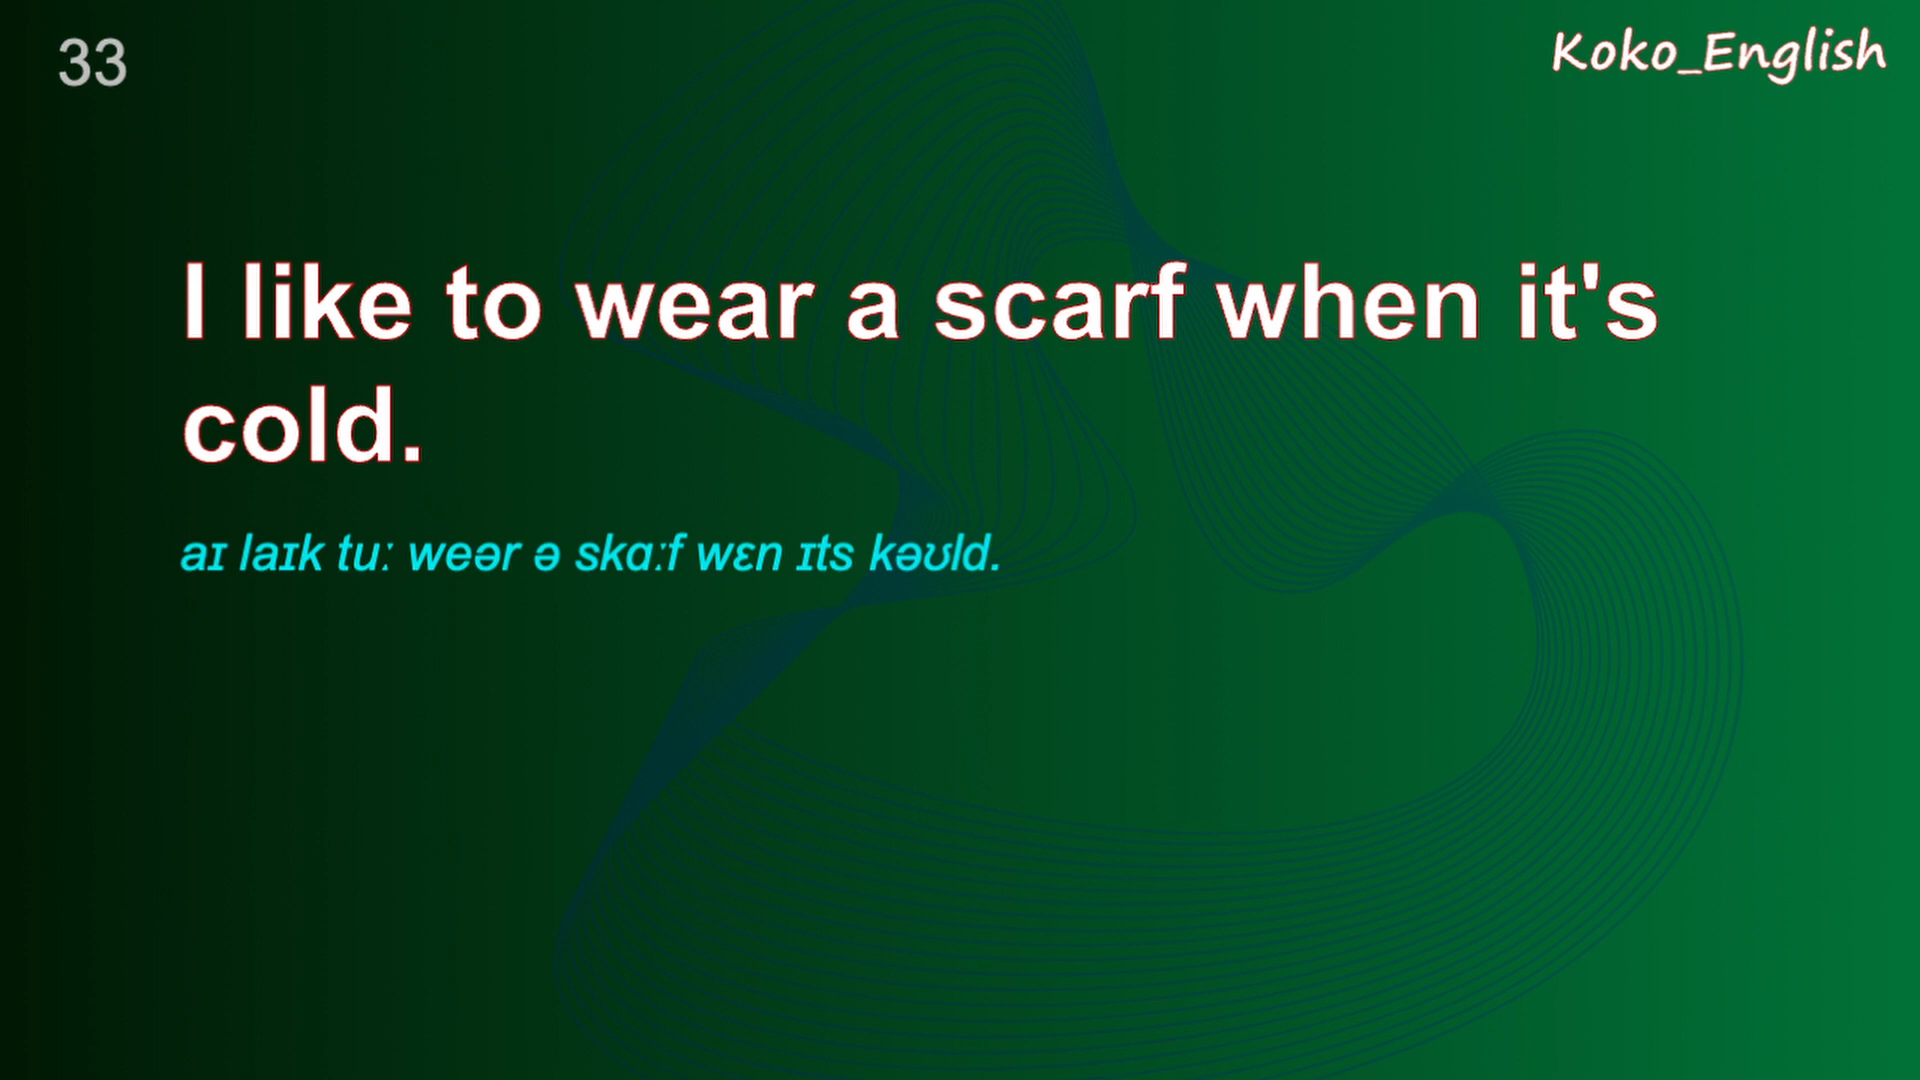 33
Koko_English
I like to wear a scarf when it's
cold.
aɪ laɪk tuː weər ə skɑːf wɛn ɪts kəʊld.